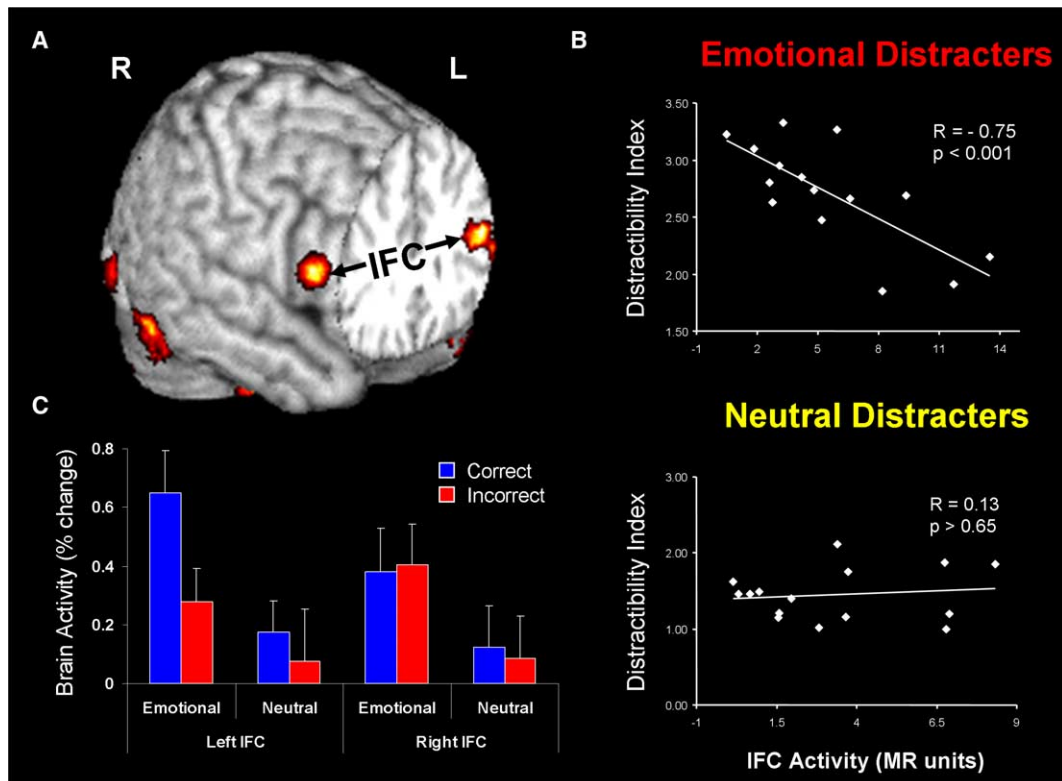 A
R
L
IFC
B
Emotional Distracters
3.50
3.00
2.50
2.00
1.50
-1
2
5
8
11
14
Distractibility Index
R = - 0.75
p < 0.001
Neutral Distracters
3.00
2.00
1.00
0.00
-1
1.5
4
6.5
9
Distractibility Index
R = 0.13
p > 0.65
IFC Activity (MR units)
C
Brain Activity (% change)
0.8
0.6
0.4
0.2
0
Correct
Incorrect
Emotional
Neutral
Emotional
Neutral
Left IFC
Right IFC